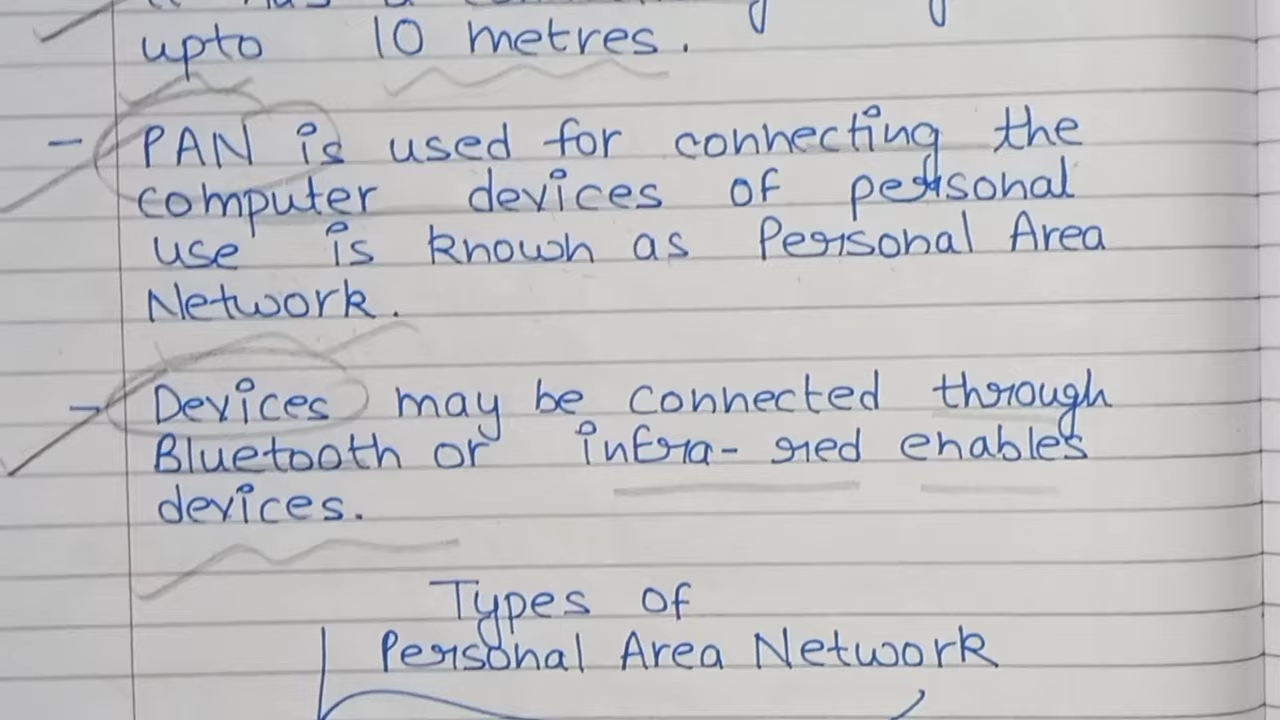 upto 10 metres.
- PAN is used for connecting the
computer devices of personal
use is known as Personal Area
Network.
- Devices may be connected through
Bluetooth or infra-red enables
devices.
Types of
Personal Area Network